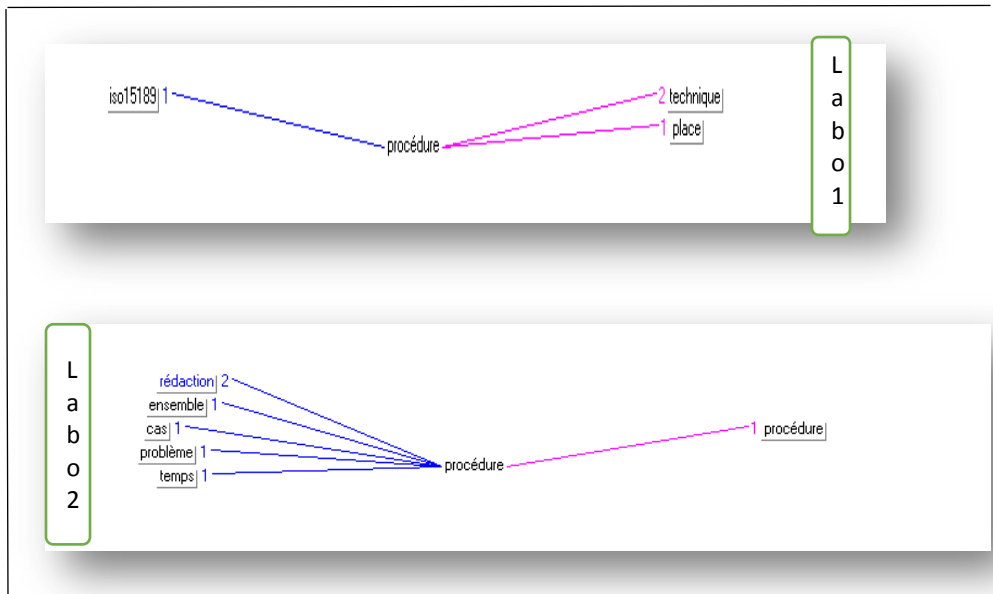 iso15189 1
procédure
2 technique
1 place
L
a
b
o
1
L
a
b
o
2
rédaction 2
ensemble 1
cas 1
problème 1
temps 1
procédure
1 procédure